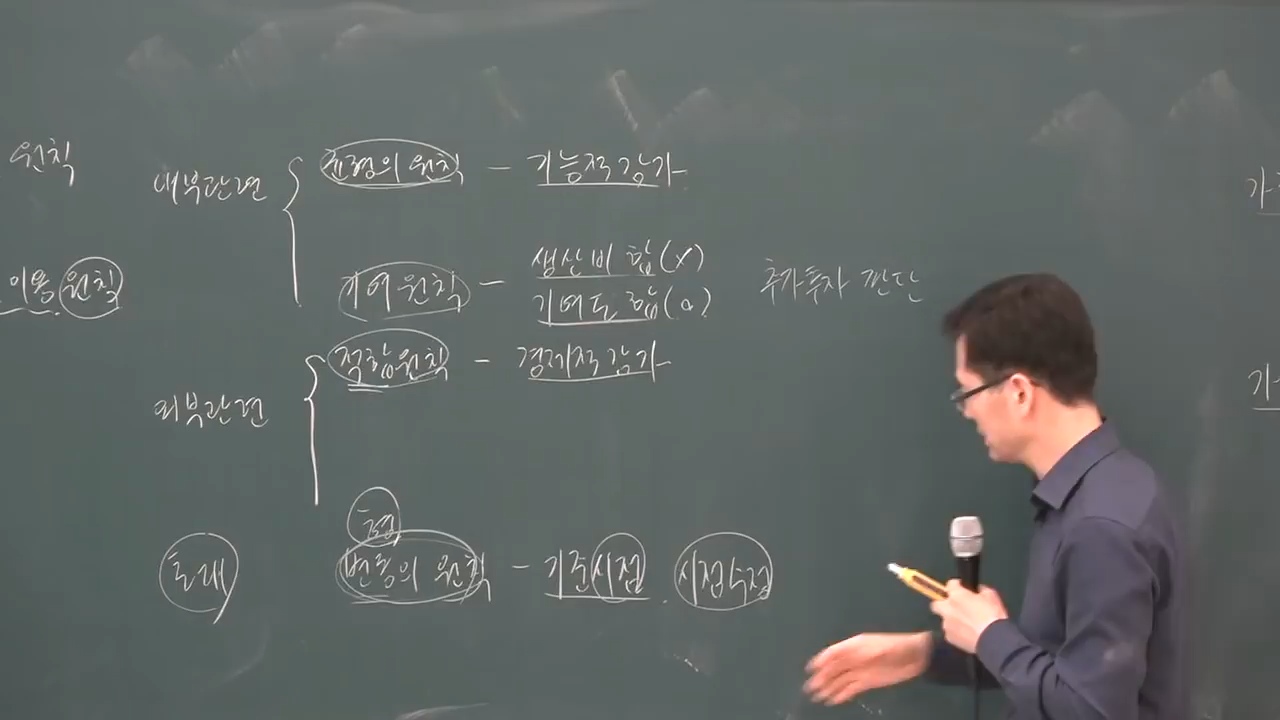 원칙
내부관련
균형의 원칙 - 기능적 감가
이용 원칙
기여 원칙 - 생산비 합(x)
기여도 합(o)
추가투자 판단
적합 원칙 - 경제적 감가
외부관련
토대
변동의 원칙 - 기준시점. 시점수정